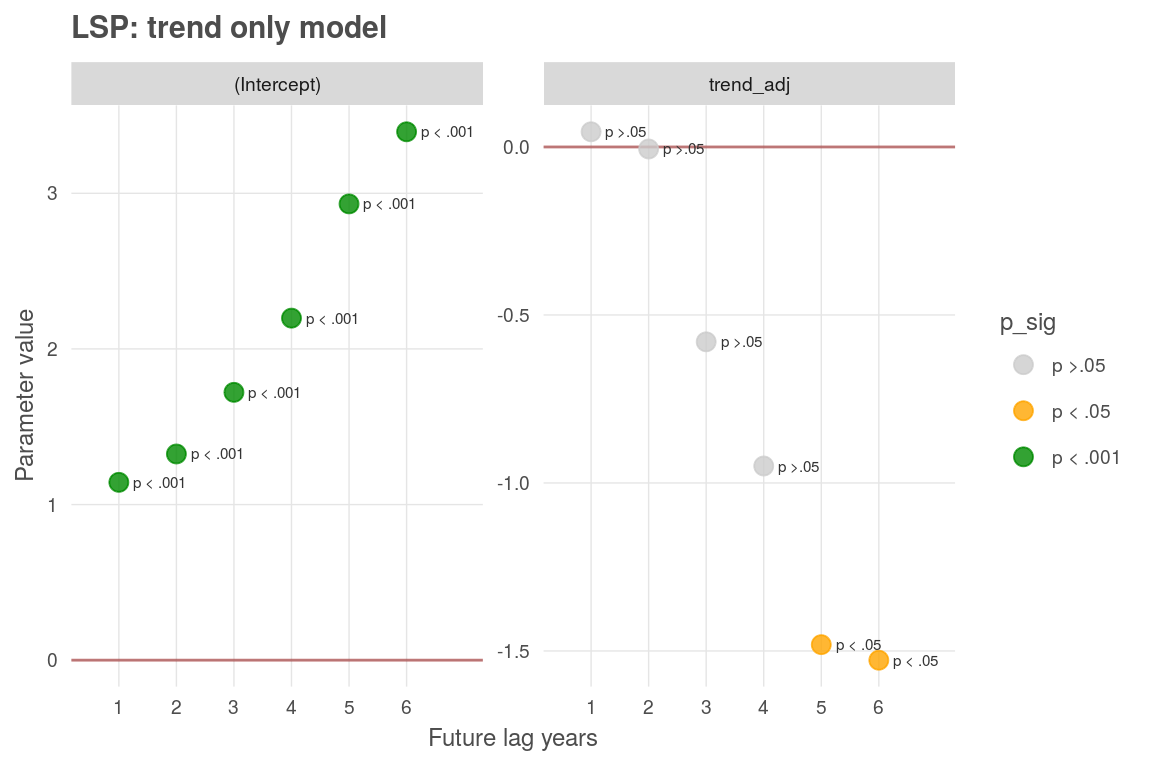 LSP: trend only model
(Intercept)
trend_adj
Parameter value
3
2
1
0
p < .001
p < .001
p < .001
p < .001
p < .001
p < .001
1 2 3 4 5 6
0.0
-0.5
-1.0
-1.5
p >.05
p >.05
p >.05
p >.05
p < .05
p < .05
1 2 3 4 5 6
Future lag years
p_sig
p >.05
p < .05
p < .001